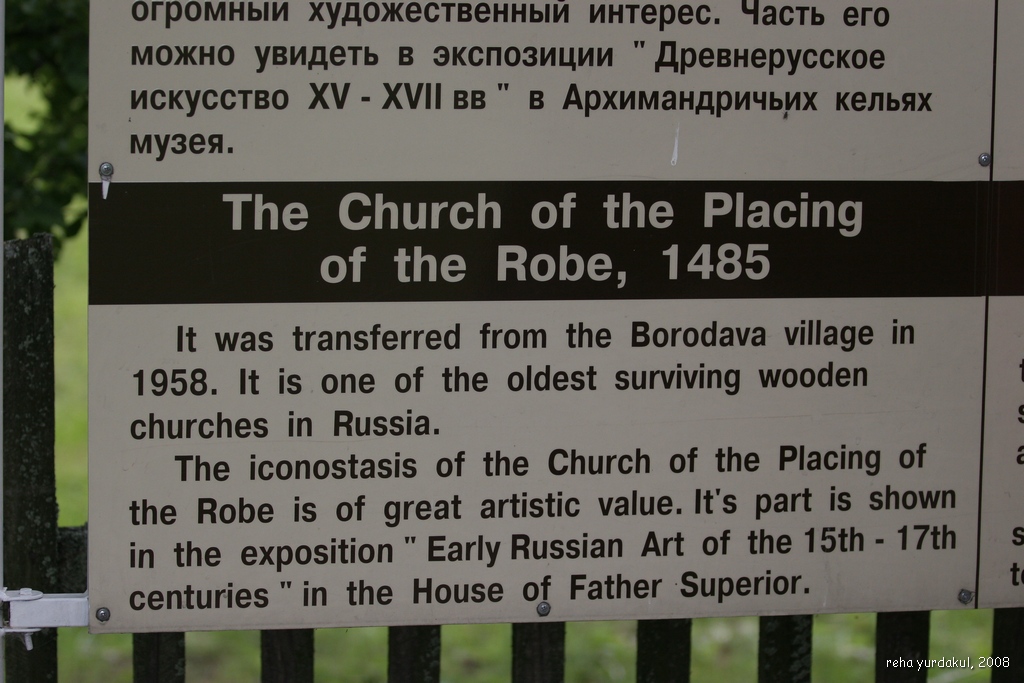 огромный художественный интерес. Часть его
можно увидеть в экспозиции " Древнерусское
искусство XV - XVII вв " в Архимандричьих кельях
музея.
The Church of the Placing
of the Robe, 1485
It was transferred from the Borodava village in
1958. It is one of the oldest surviving wooden
churches in Russia.
The iconostasis of the Church of the Placing of
the Robe is of great artistic value. It's part is shown
in the exposition " Early Russian Art of the 15th - 17th
centuries " in the House of Father Superior.
reha yurdakul, 2008